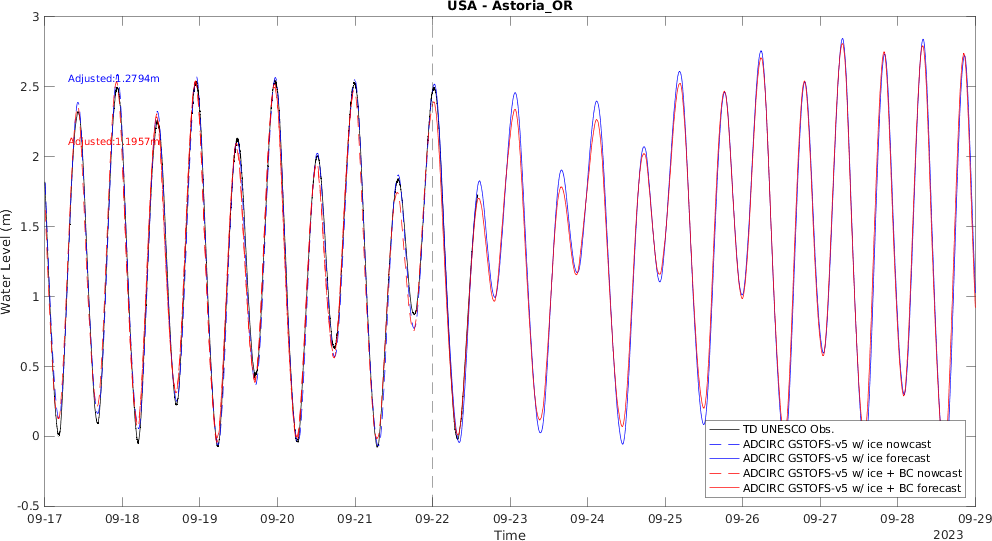 USA - Astoria_OR
3
2.5
2
1.5
1
0.5
0
-0.5
Water Level (m)
Adjusted:1.2794m
Adjusted:1.1957m
TD UNESCO Obs.
ADCIRC GSTOFS-v5 w/ ice nowcast
ADCIRC GSTOFS-v5 w/ ice forecast
ADCIRC GSTOFS-v5 w/ ice + BC nowcast
ADCIRC GSTOFS-v5 w/ ice + BC forecast
09-17 09-18 09-19 09-20 09-21 09-22 09-23 09-24 09-25 09-26 09-27 09-28 09-29
Time
2023